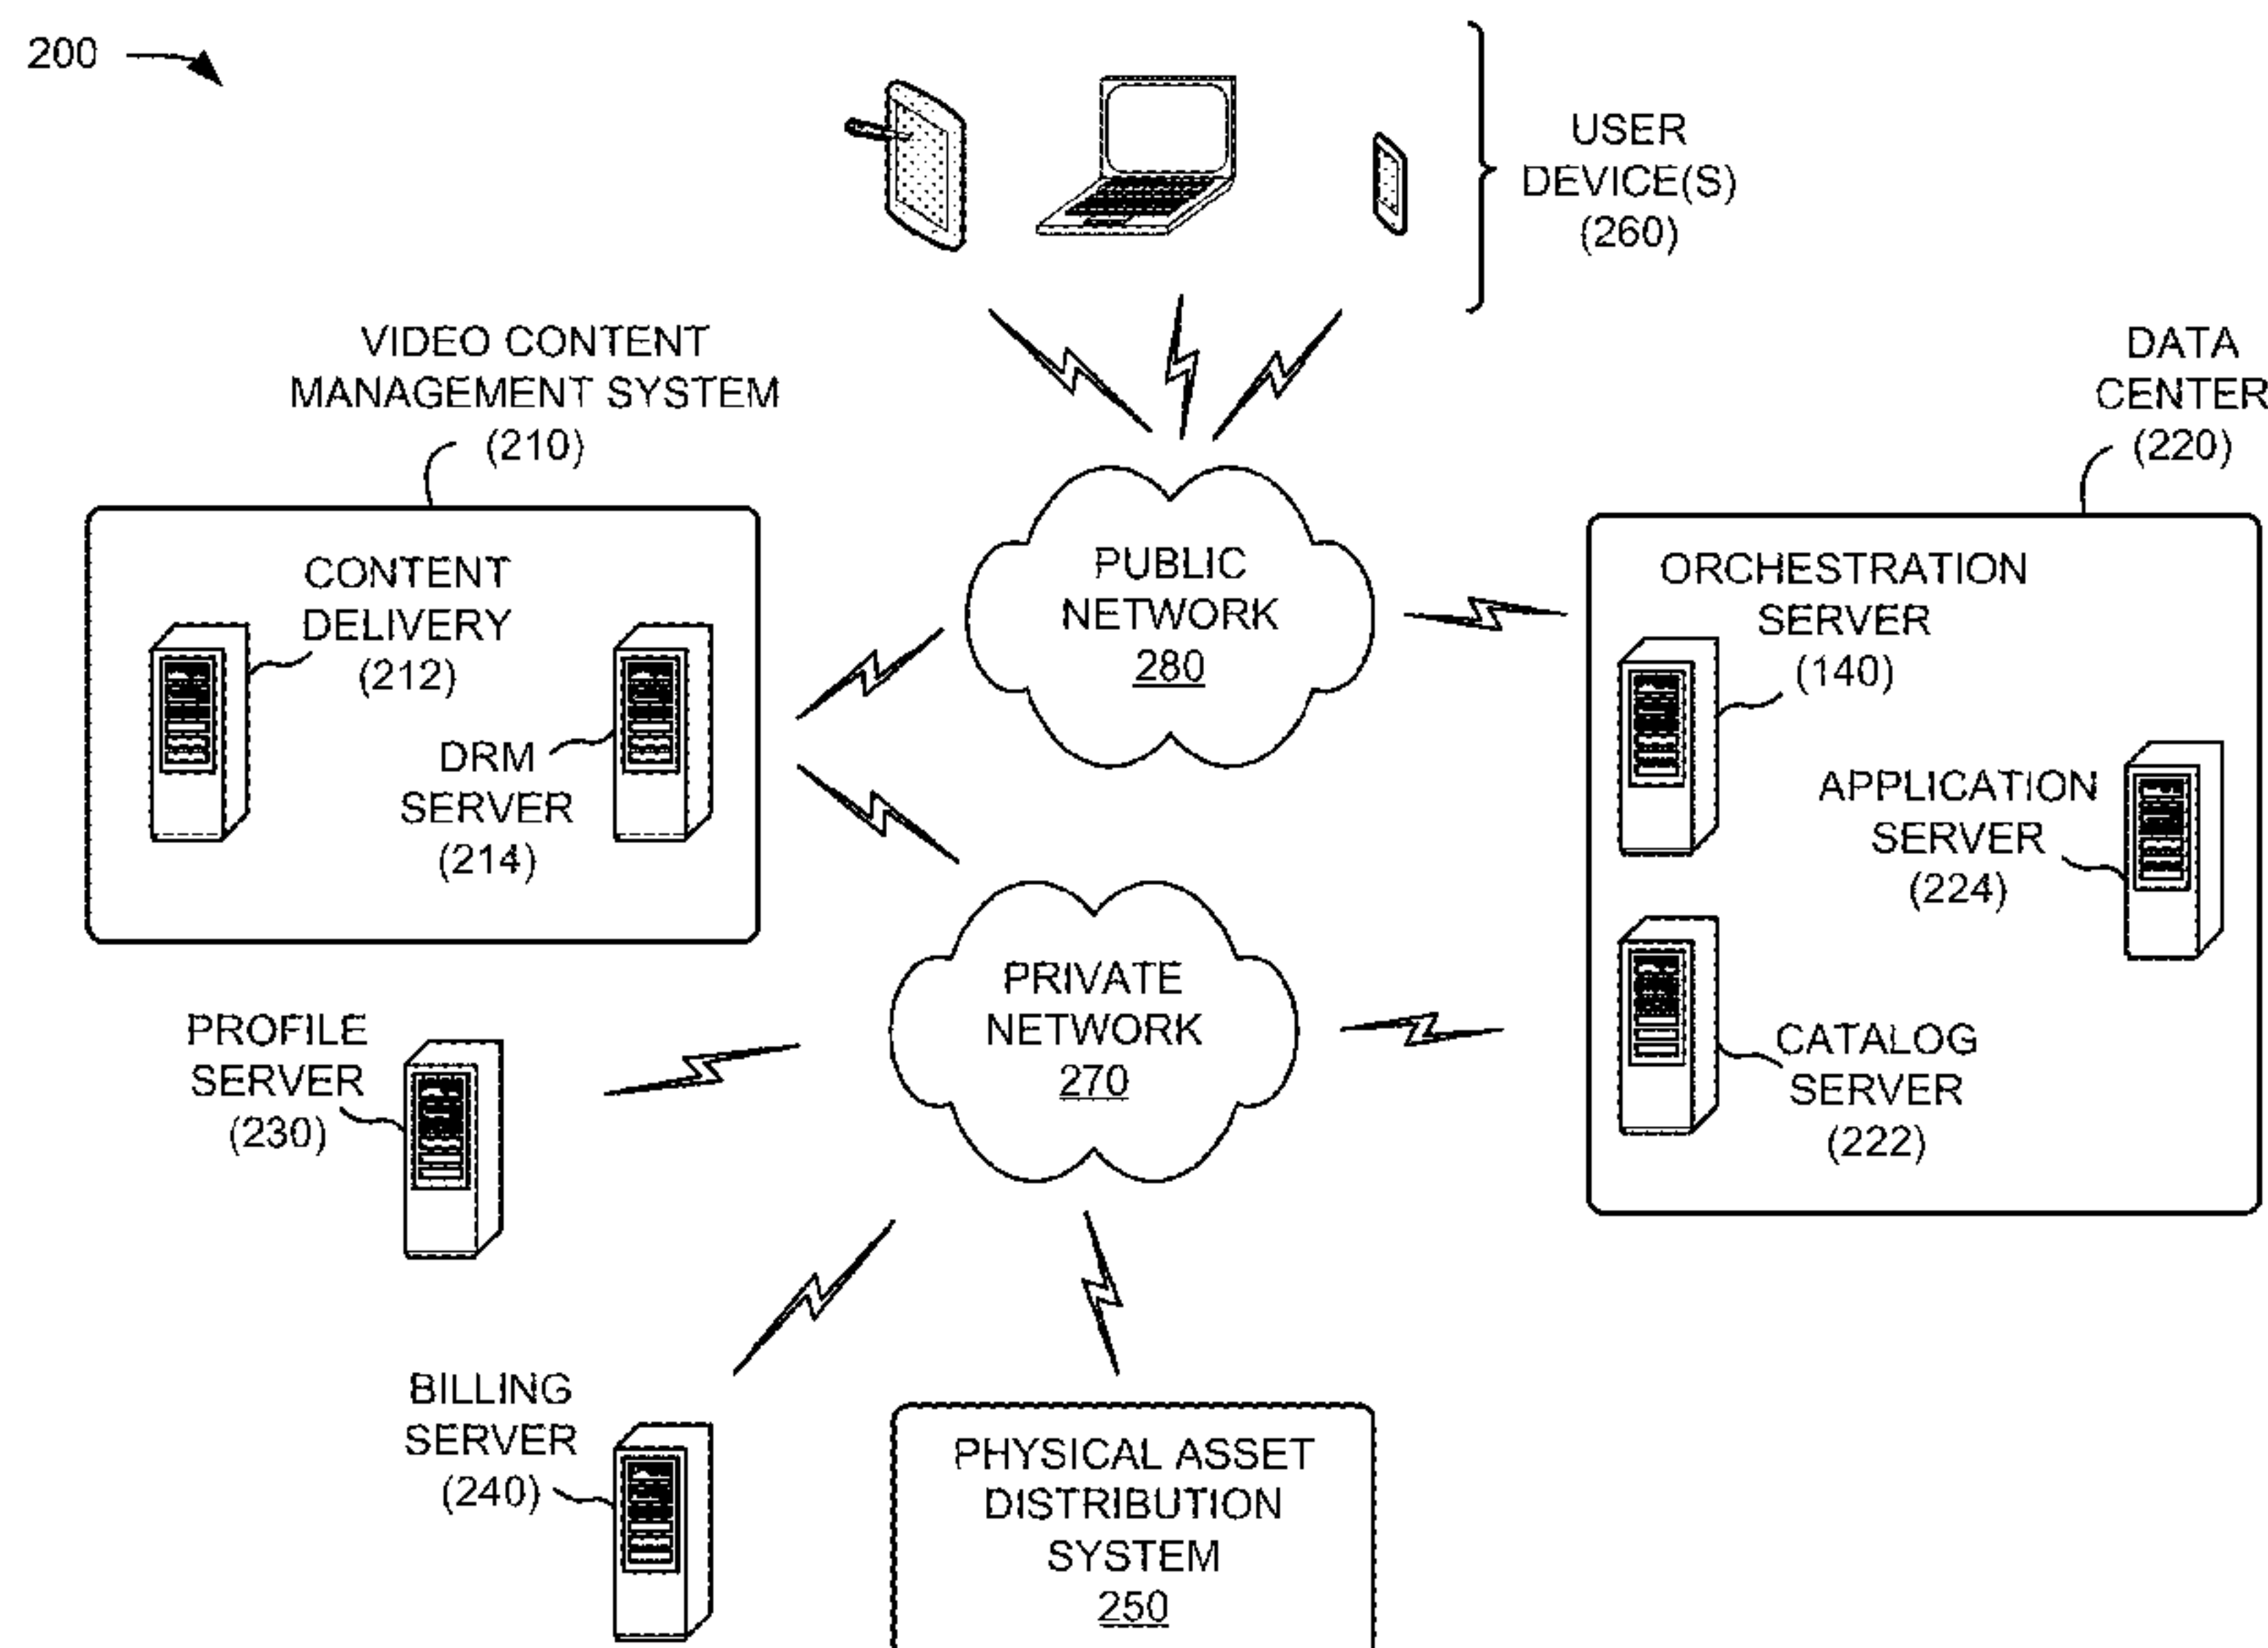 200
USER
DEVICE(S)
(260)
VIDEO CONTENT
MANAGEMENT SYSTEM
(210)
DATA
CENTER
(220)
CONTENT
DELIVERY
(212)
DRM
SERVER
(214)
PUBLIC
NETWORK
280
ORCHESTRATION
SERVER
(140)
APPLICATION
SERVER
(224)
CATALOG
SERVER
(222)
PRIVATE
NETWORK
270
PROFILE
SERVER
(230)
BILLING
SERVER
(240)
PHYSICAL ASSET
DISTRIBUTION
SYSTEM
250